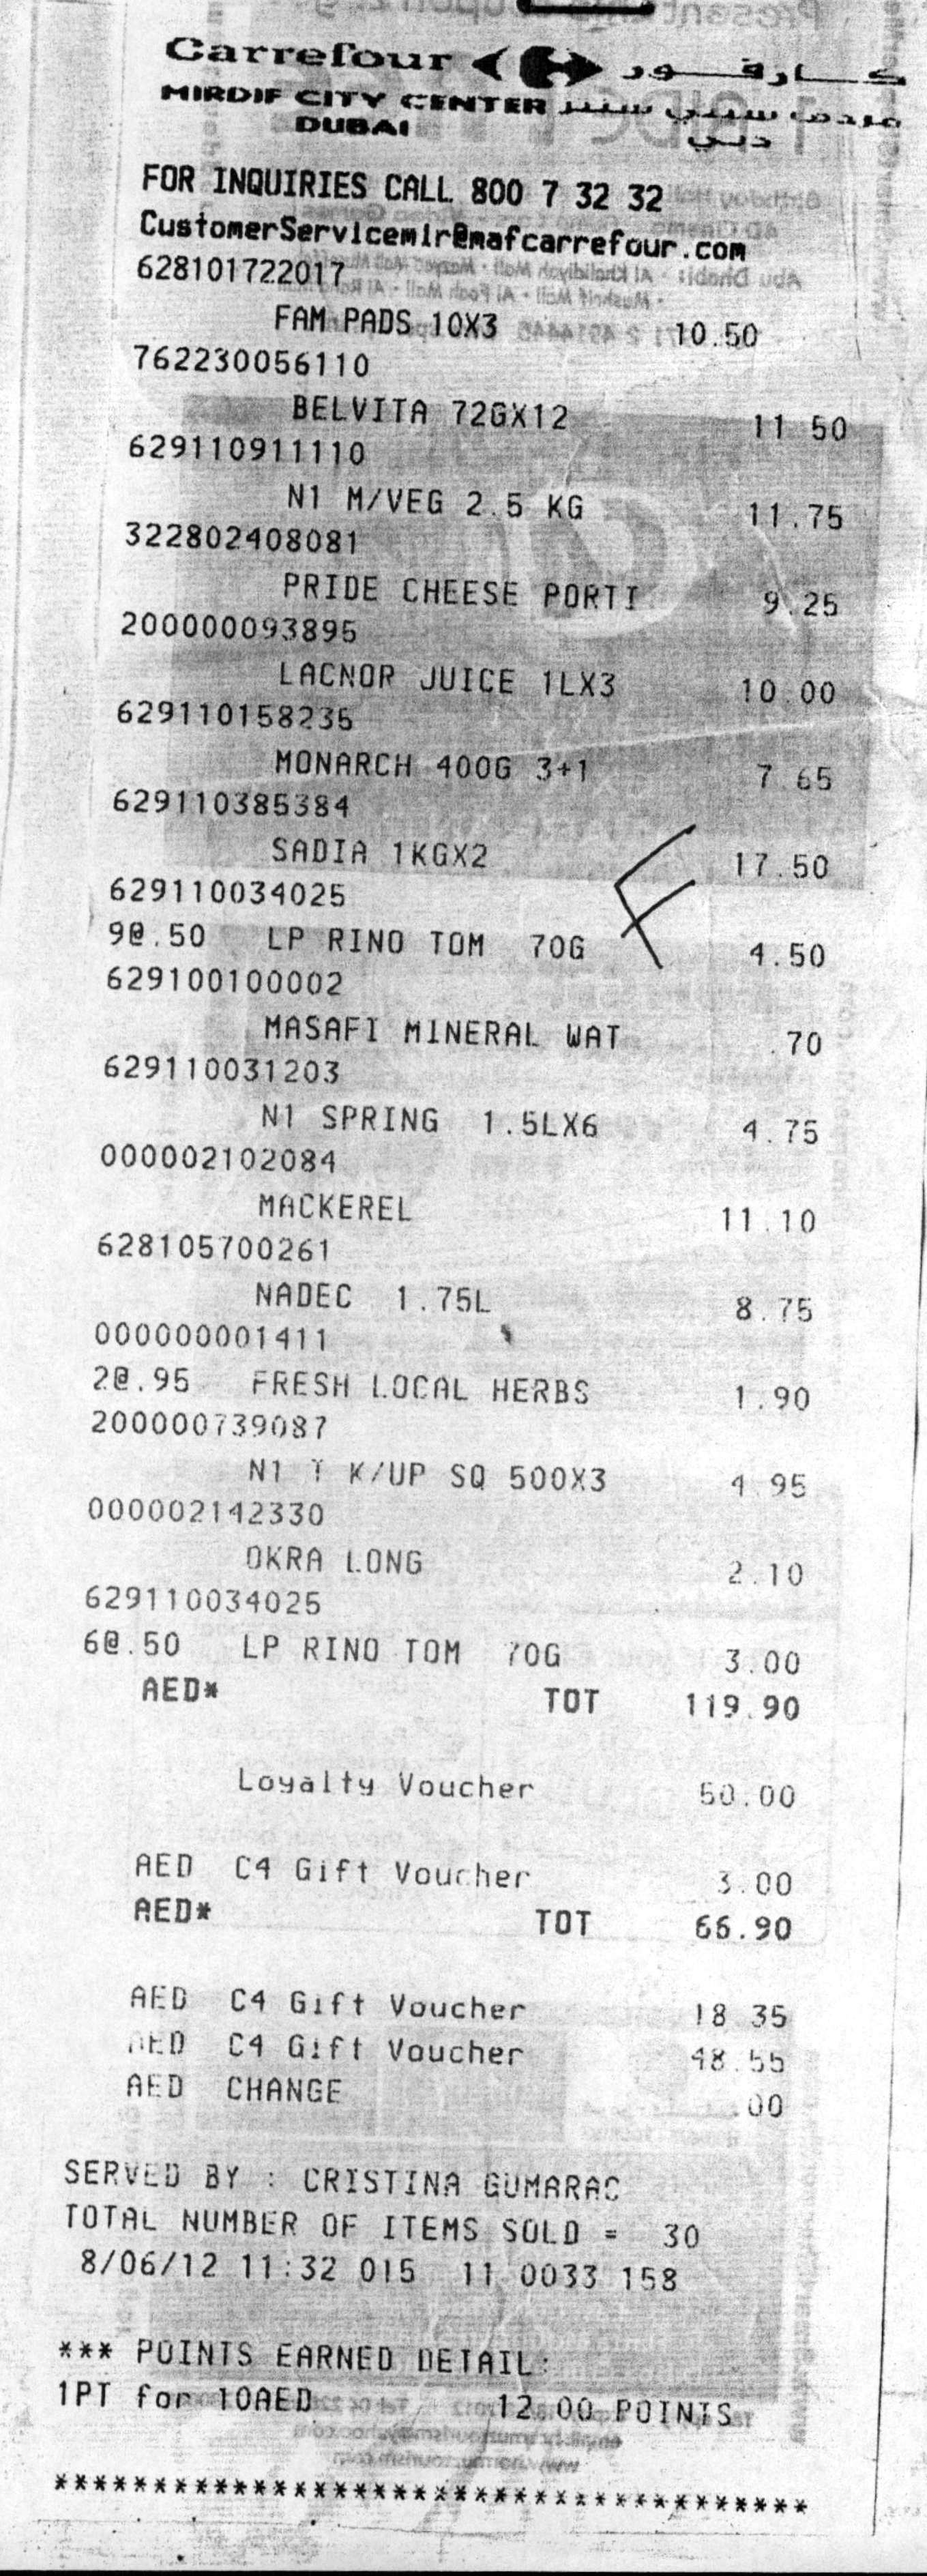 Carrefour كارفور
MIRDIF CITY CENTER مردف سيتي سنتر
DUBAI دبي
FOR INQUIRIES CALL 800 7 32 32
CustomerServicemir@mafcarrefour.com
628101722017
FAM PADS 10X3 10.50
762230056110
BELVITA 72GX12 11.50
629110911110
N1 M/VEG 2.5 KG 11.75
322802408081
PRIDE CHEESE PORTI 9.25
200000093895
LACNOR JUICE 1LX3 10.00
629110158235
MONARCH 400G 3+1 7.65
629110385384
SADIA 1KGX2 17.50
629110034025
9@.50 LP RINO TOM 70G 4.50
629100100002
MASAFI MINERAL WAT .70
629110031203
N1 SPRING 1.5LX6 4.75
000002102084
MACKEREL 11.10
628105700261
NADEC 1.75L 8.75
000000001411
2@.95 FRESH LOCAL HERBS 1.90
200000739087
N1 T K/UP SQ 500X3 4.95
000002142330
OKRA LONG 2.10
629110034025
6@.50 LP RINO TOM 70G 3.00
AED* TOT 119.90
Loyalty Voucher 50.00
AED C4 Gift Voucher 3.00
AED* TOT 66.90
AED C4 Gift Voucher 18.35
AED C4 Gift Voucher 48.55
AED CHANGE .00
SERVED BY : CRISTINA GUMARAC
TOTAL NUMBER OF ITEMS SOLD = 30
8/06/12 11:32 015 11 0033 158
*** POINTS EARNED DETAIL:
1PT for 10AED 12.00 POINTS
**************************************